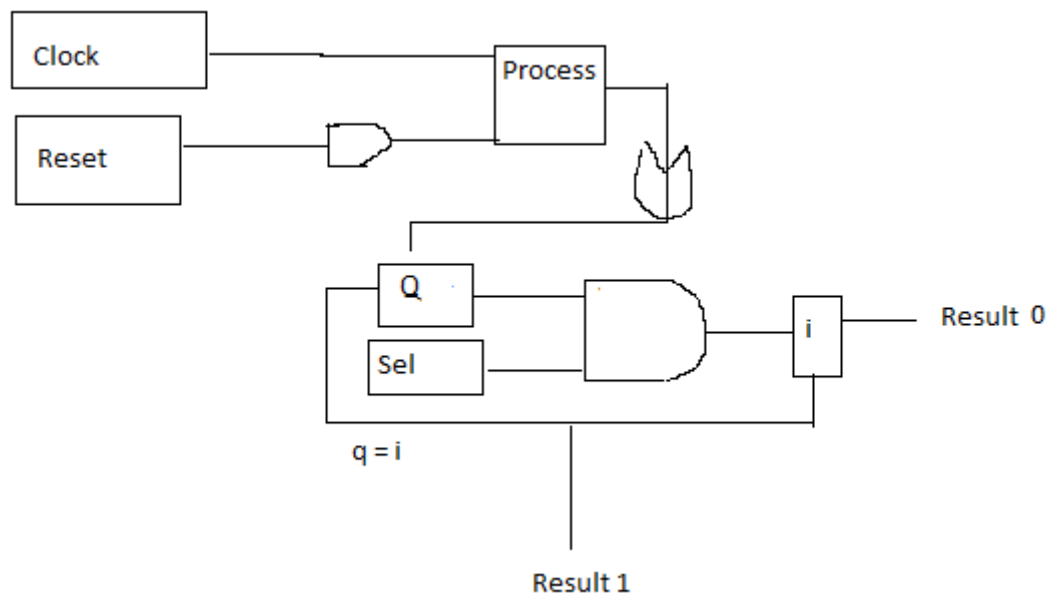 Clock
Process
Reset
Q
Sel
i
Result 0
q = i
Result 1